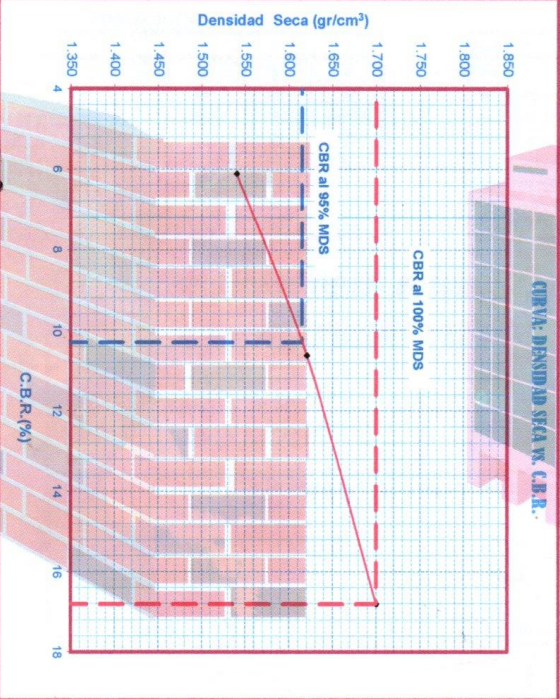 CURVA: DENSIDAD SECA VS. C.B.R.
Densidad Seca (gr/cm³)
1.850
1.800
1.750
1.700
1.650
1.600
1.550
1.500
1.450
1.400
1.350
CBR al 100% MDS
CBR al 95% MDS
4 6 8 10 12 14 16 18
C.B.R.(%)